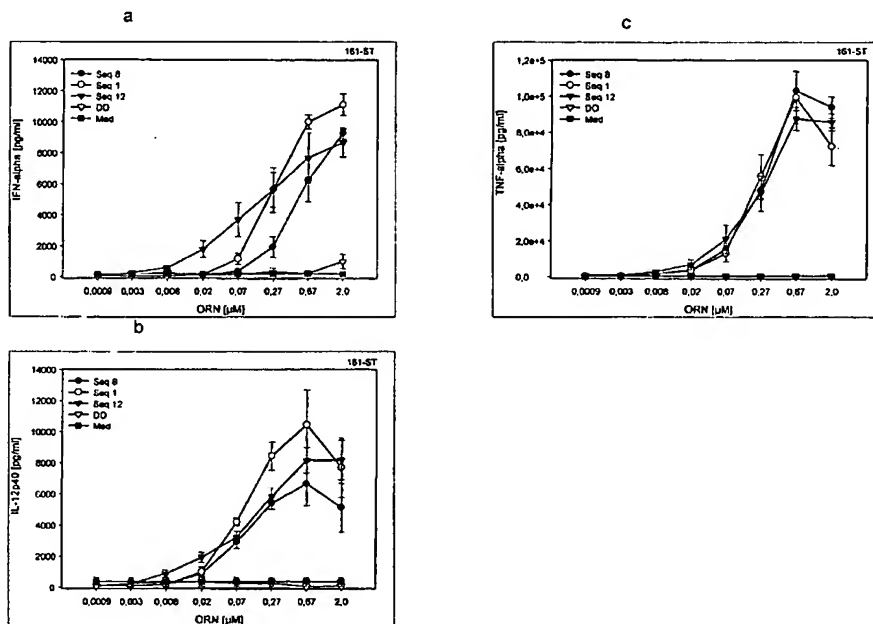 a
161-ST
14000
12000
10000
8000
6000
4000
2000
0
IFN-alpha [pg/ml]
Seq 8
Seq 1
Seq 12
DO
Med
0,0009 0,003 0,008 0,02 0,07 0,27 0,67 2,0
ORN [µM]
c
161-ST
1,2e+5
1,0e+5
8,0e+4
6,0e+4
4,0e+4
2,0e+4
0,0
TNF-alpha [pg/ml]
Seq 8
Seq 1
Seq 12
DO
Med
0,0009 0,003 0,008 0,02 0,07 0,27 0,67 2,0
ORN [µM]
b
161-ST
14000
12000
10000
8000
6000
4000
2000
0
IL-12p40 [pg/ml]
Seq 8
Seq 1
Seq 12
DO
Med
0,0009 0,003 0,008 0,02 0,07 0,27 0,67 2,0
ORN [µM]